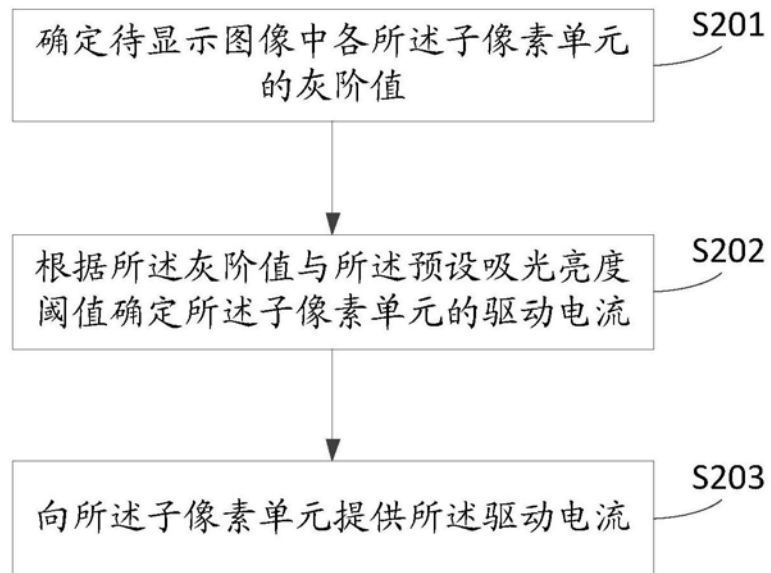 确定待显示图像中各所述子像素单元
的灰阶值
S201
根据所述灰阶值与所述预设吸光亮度
阈值确定所述子像素单元的驱动电流
S202
向所述子像素单元提供所述驱动电流
S203